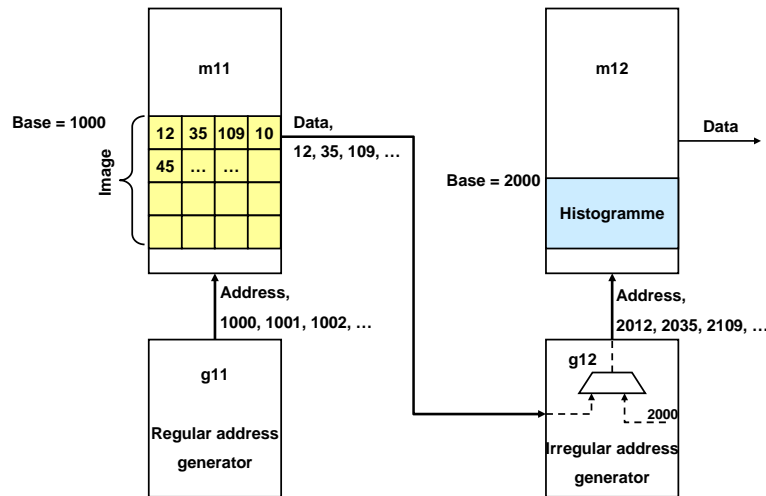 m11
Base = 1000
Image
12 35 109 10
45 ... ...
Data,
12, 35, 109, ...
Address,
1000, 1001, 1002, ...
g11
Regular address
generator
m12
Data
Base = 2000
Histogramme
Address,
2012, 2035, 2109, ...
g12
2000
Irregular address
generator